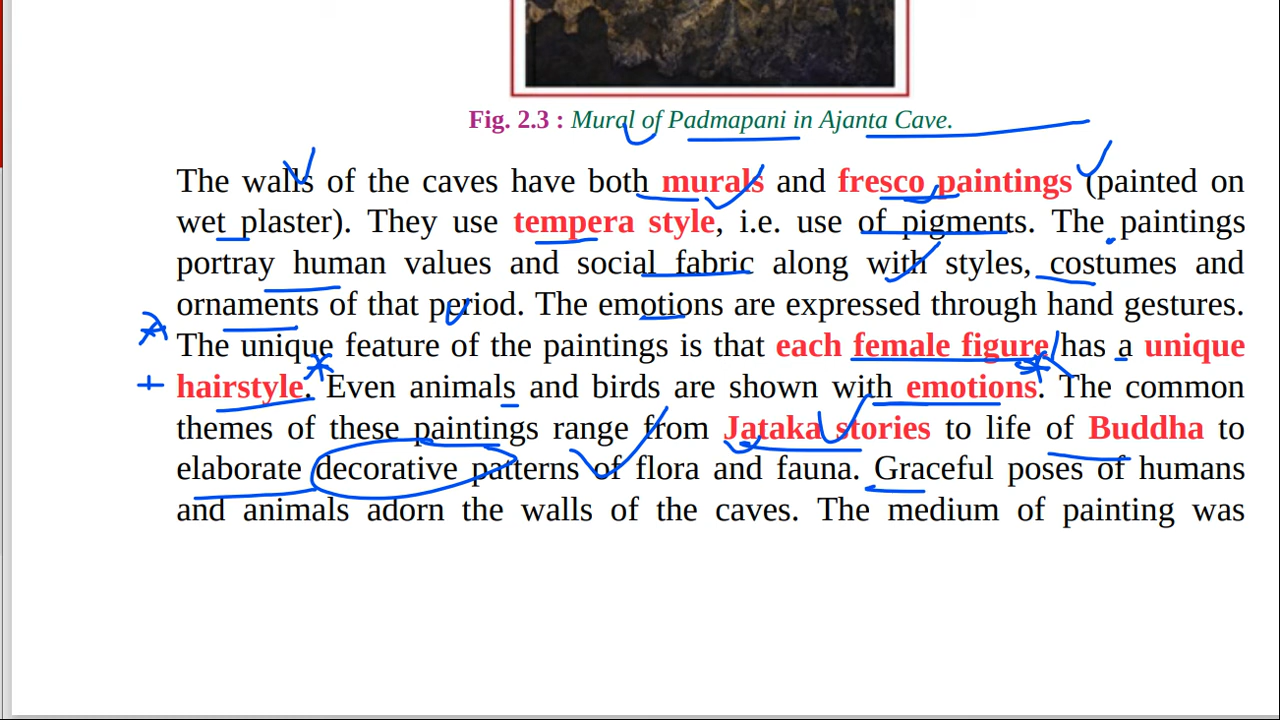 Fig. 2.3 : Mural of Padmapani in Ajanta Cave.
The walls of the caves have both murals and fresco paintings (painted on
wet plaster). They use tempera style, i.e. use of pigments. The paintings
portray human values and social fabric along with styles, costumes and
ornaments of that period. The emotions are expressed through hand gestures.
The unique feature of the paintings is that each female figure has a unique
hairstyle. Even animals and birds are shown with emotions. The common
themes of these paintings range from Jataka stories to life of Buddha to
elaborate decorative patterns of flora and fauna. Graceful poses of humans
and animals adorn the walls of the caves. The medium of painting was